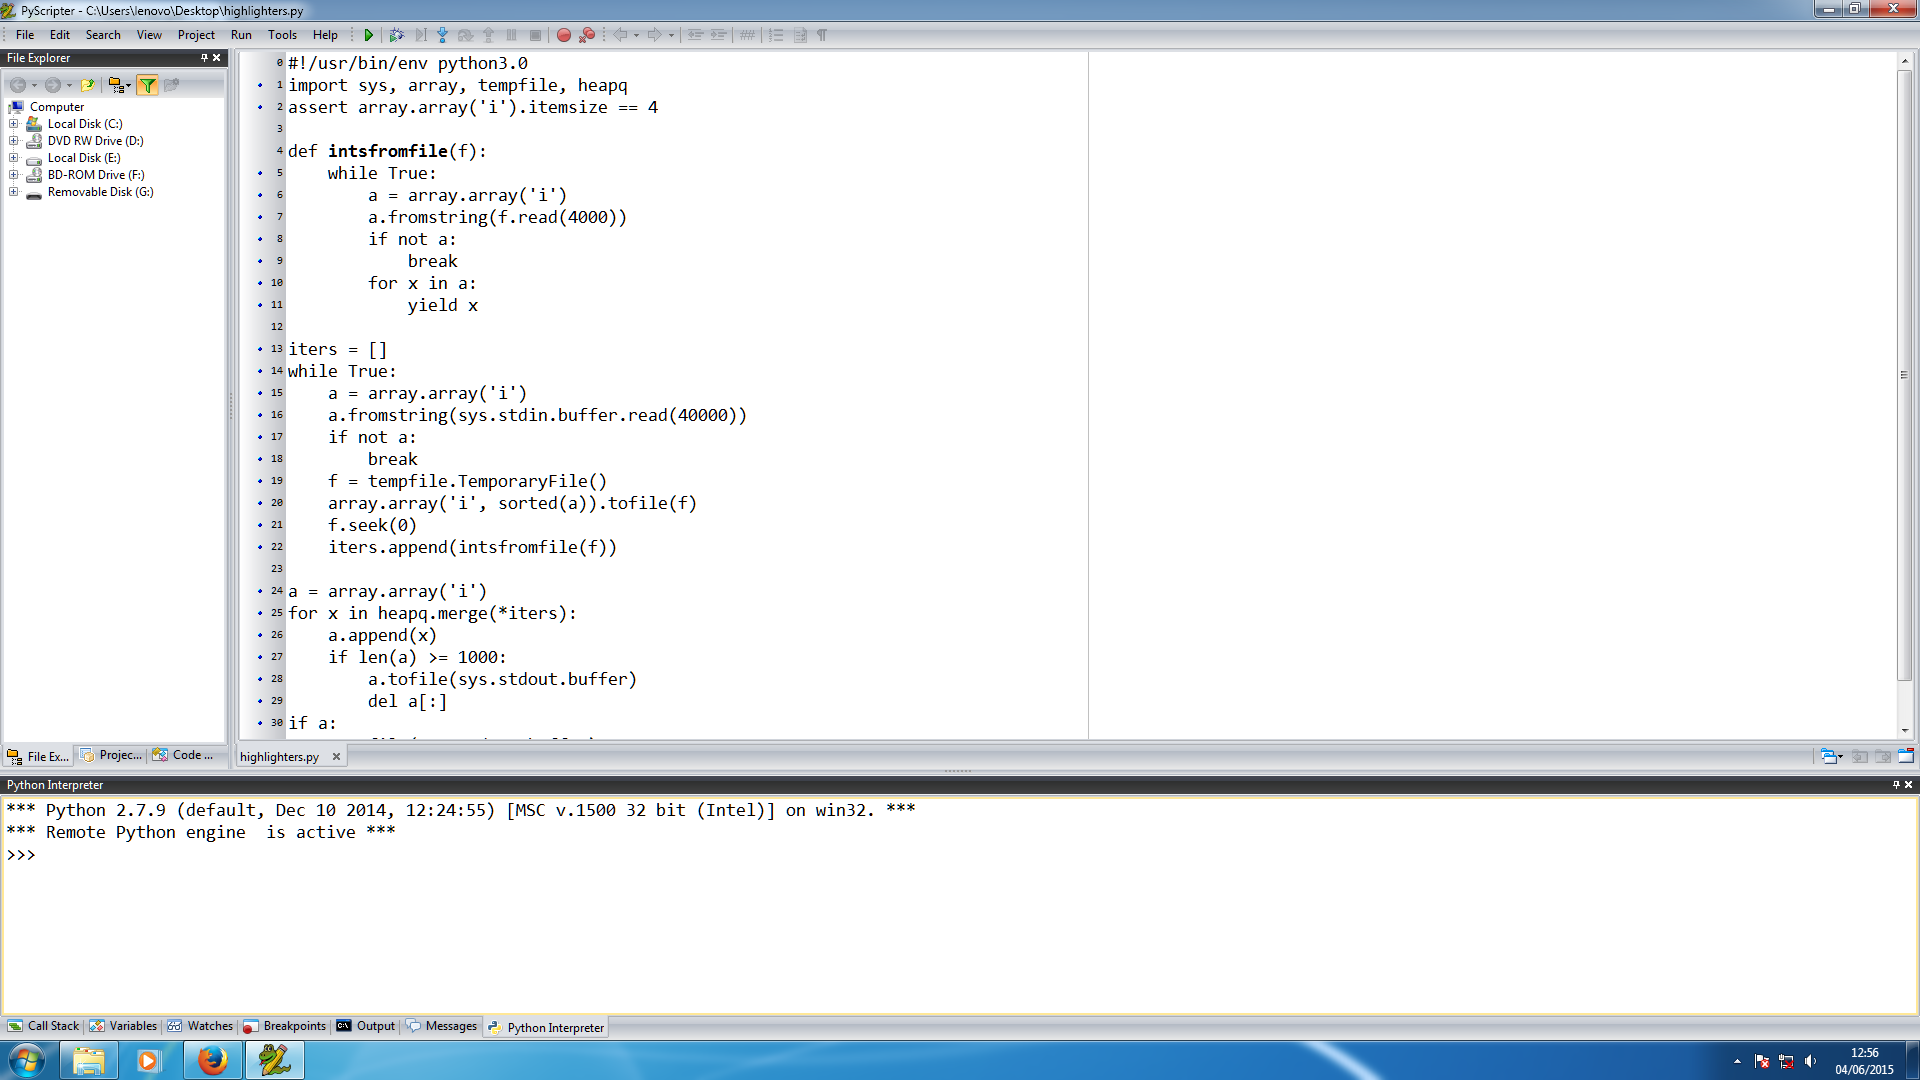 PyScripter - C:\Users\lenovo\Desktop\highlighters.py
File Edit Search View Project Run Tools Help
File Explorer
Computer
Local Disk (C:)
DVD RW Drive (D:)
Local Disk (E:)
BD-ROM Drive (F:)
Removable Disk (G:)
File Ex... Projec... Code ...
0 #!/usr/bin/env python3.0
1 import sys, array, tempfile, heapq
2 assert array.array('i').itemsize == 4
3
4 def intsfromfile(f):
5     while True:
6         a = array.array('i')
7         a.fromstring(f.read(4000))
8         if not a:
9             break
10         for x in a:
11             yield x
12
13 iters = []
14 while True:
15     a = array.array('i')
16     a.fromstring(sys.stdin.buffer.read(40000))
17     if not a:
18         break
19     f = tempfile.TemporaryFile()
20     array.array('i', sorted(a)).tofile(f)
21     f.seek(0)
22     iters.append(intsfromfile(f))
23
24 a = array.array('i')
25 for x in heapq.merge(*iters):
26     a.append(x)
27     if len(a) >= 1000:
28         a.tofile(sys.stdout.buffer)
29         del a[:]
30 if a:
highlighters.py
Python Interpreter
*** Python 2.7.9 (default, Dec 10 2014, 12:24:55) [MSC v.1500 32 bit (Intel)] on win32. ***
*** Remote Python engine  is active ***
>>>
Call Stack Variables Watches Breakpoints Output Messages Python Interpreter
12:56
04/06/2015